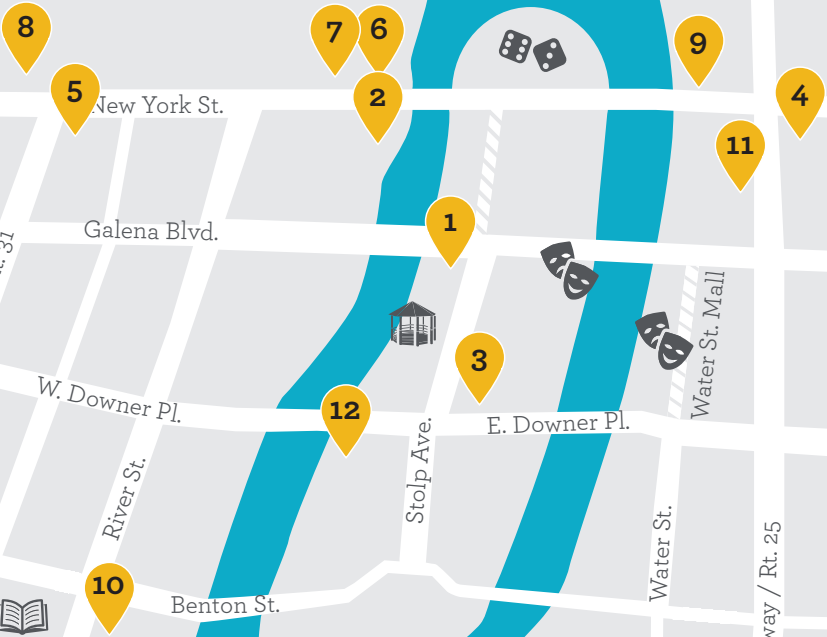 8
7
6
9
5
New York St.
2
4
11
Galena Blvd.
1
t. 31
Water St. Mall
3
W. Downer Pl.
12
E. Downer Pl.
Stolp Ave.
River St.
Water St.
way / Rt. 25
10
Benton St.